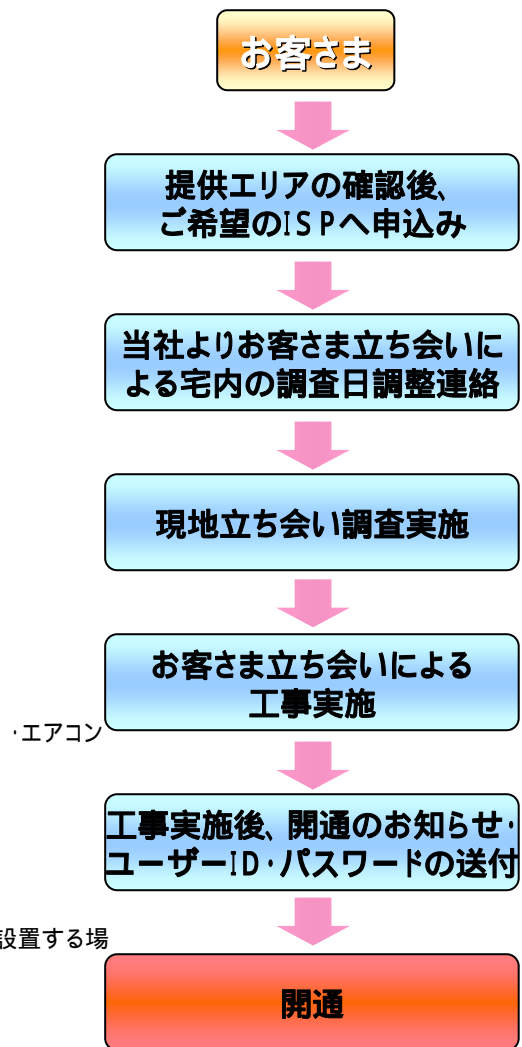 お客さま
提供エリアの確認後、
ご希望のISPへ申込み
当社よりお客さま立ち会いに
よる宅内の調査日調整連絡
現地立ち会い調査実施
お客さま立ち会いによる
工事実施
・エアコン
工事実施後、開通のお知らせ・
ユーザーID・パスワードの送付
設置する場
開通